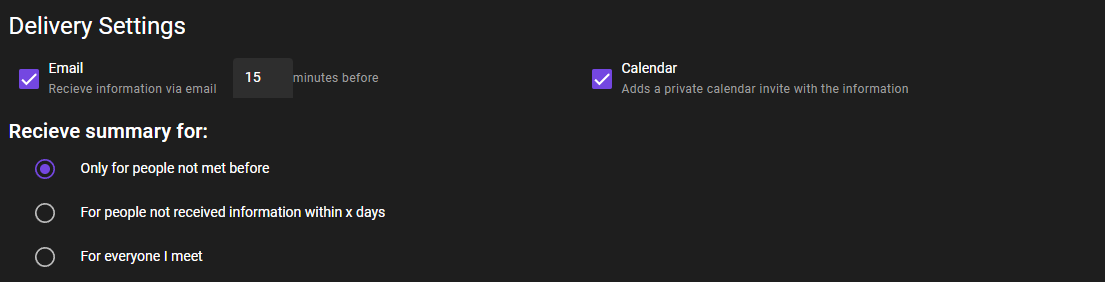 Delivery Settings
Email
Recieve information via email
15 minutes before
Calendar
Adds a private calendar invite with the information
Recieve summary for:
Only for people not met before
For people not received information within x days
For everyone I meet